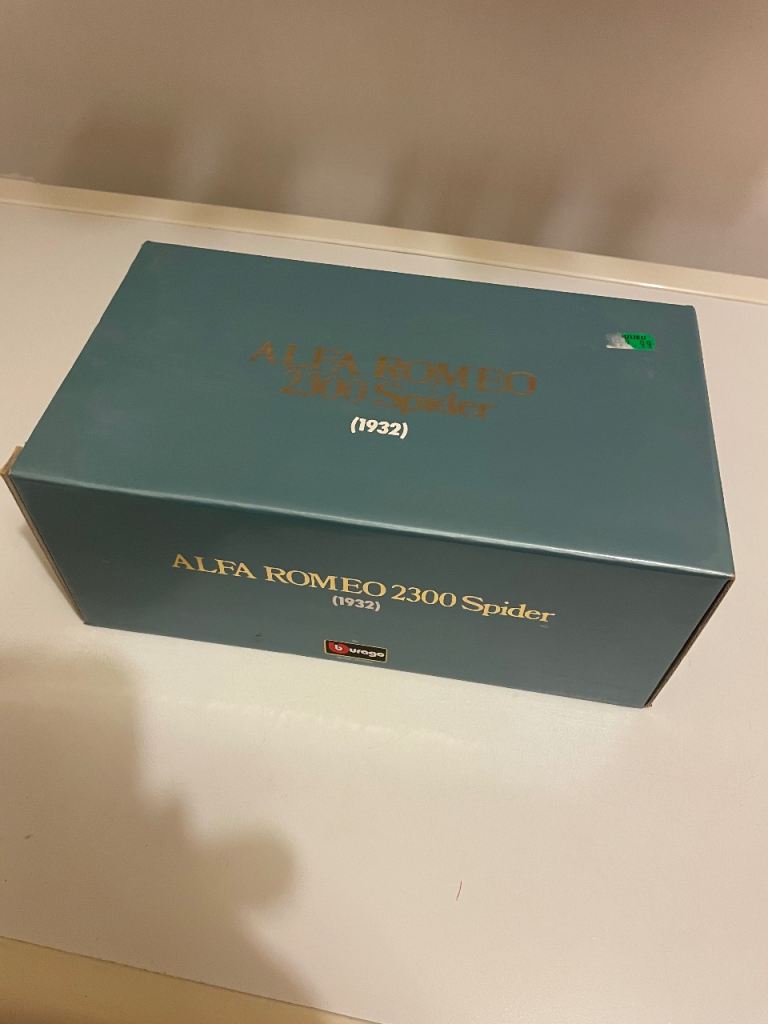 ALFA ROMEO
2300 Spider
(1932)
ALFA ROMEO 2300 Spider
(1932)
burago